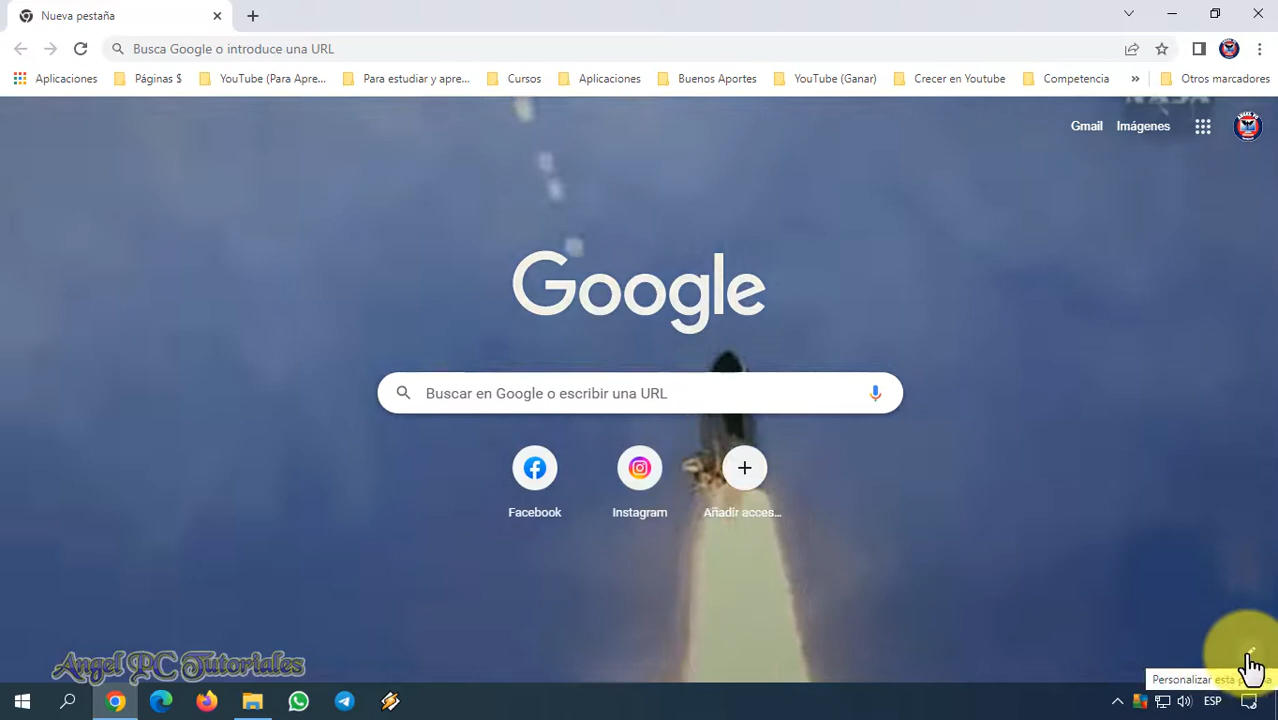 Nueva pestaña
Busca Google o introduce una URL
Aplicaciones Páginas $ YouTube (Para Apre... Para estudiar y apre... Cursos Aplicaciones Buenos Aportes YouTube (Ganar) Crecer en Youtube Competencia » Otros marcadores
Gmail Imágenes
Google
Buscar en Google o escribir una URL
Facebook Instagram Añadir acces...
Angel PC Tutoriales
Personalizar esta
ESP